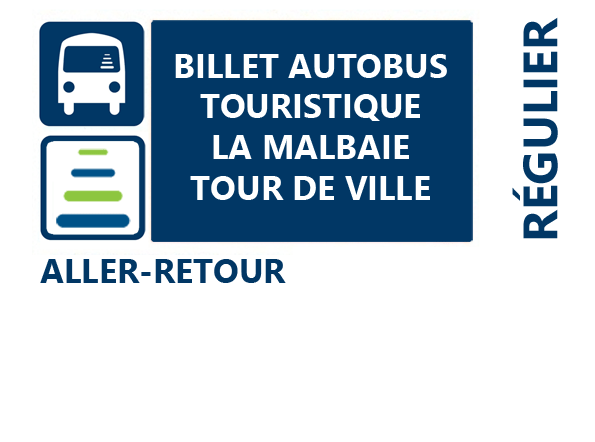 BILLET AUTOBUS
TOURISTIQUE
LA MALBAIE
TOUR DE VILLE
RÉGULIER
ALLER-RETOUR